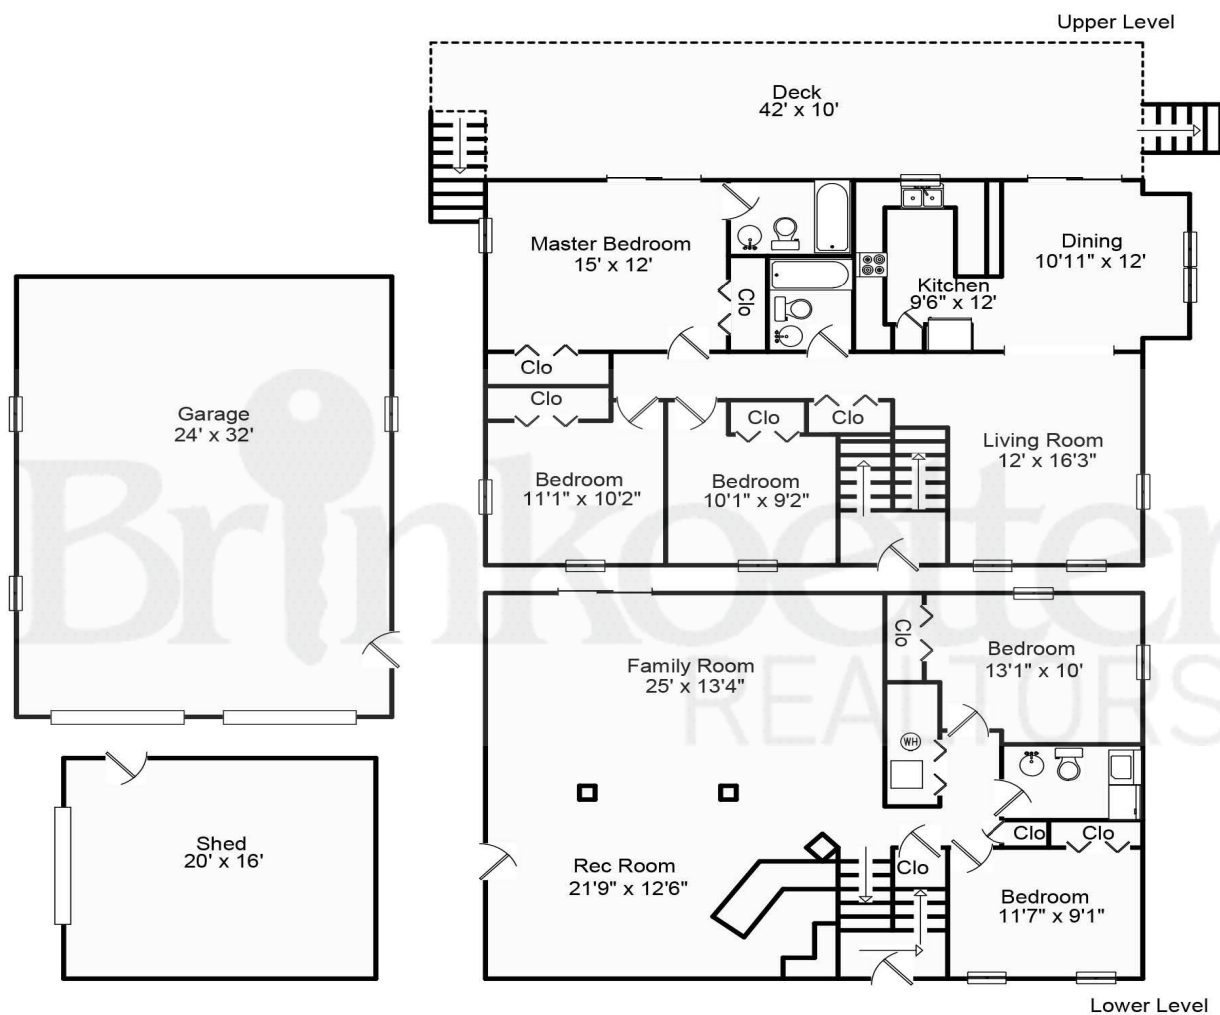 Upper Level
Deck
42' x 10'
Master Bedroom
15' x 12'
Clo
Kitchen
9'6" x 12'
Dining
10'11" x 12'
Clo
Clo
Garage
24' x 32'
Bedroom
11'1" x 10'2"
Clo
Clo
Bedroom
10'1" x 9'2"
Living Room
12' x 16'3"
Brinkoetter
REALTORS
Family Room
25' x 13'4"
Clo
Bedroom
13'1" x 10'
WH
Shed
20' x 16'
Rec Room
21'9" x 12'6"
Clo
Clo
Clo
Bedroom
11'7" x 9'1"
Lower Level